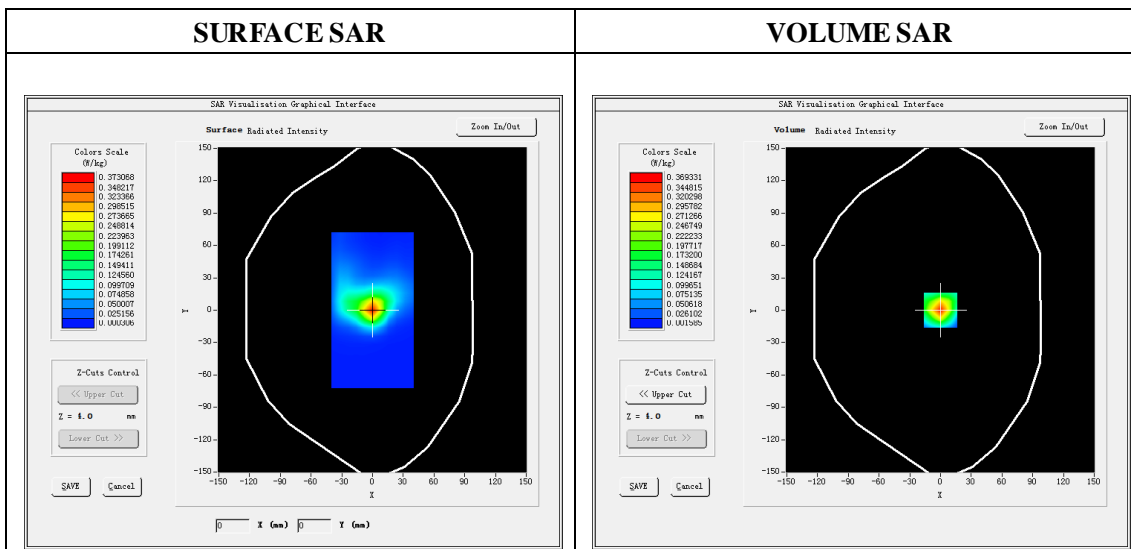 SURFACE SAR
VOLUME SAR
SAR Visualisation Graphical Interface
Surface Radiated Intensity
Zoom In/Out
Colors Scale
(W/kg)
0.373068
0.348217
0.323366
0.298515
0.273665
0.248814
0.223963
0.199112
0.174261
0.149411
0.124560
0.099709
0.074858
0.050007
0.025156
0.000306
Z-Cuts Control
<< Upper Cut
Z = 4.0 mm
Lower Cut >>
SAVE Cancel
150
120
90
60
30
0
-30
-60
-90
-120
-150
Y
-150 -120 -90 -60 -30 0 30 60 90 120 150
X
0 X (mm) 0 Y (mm)
SAR Visualisation Graphical Interface
Volume Radiated Intensity
Zoom In/Out
Colors Scale
(W/kg)
0.369331
0.344815
0.320298
0.295782
0.271266
0.246749
0.222233
0.197717
0.173200
0.148684
0.124167
0.099651
0.075135
0.050618
0.026102
0.001585
Z-Cuts Control
<< Upper Cut
Z = 4.0 mm
Lower Cut >>
SAVE Cancel
150
120
90
60
30
0
-30
-60
-90
-120
-150
Y
-150 -120 -90 -60 -30 0 30 60 90 120 150
X